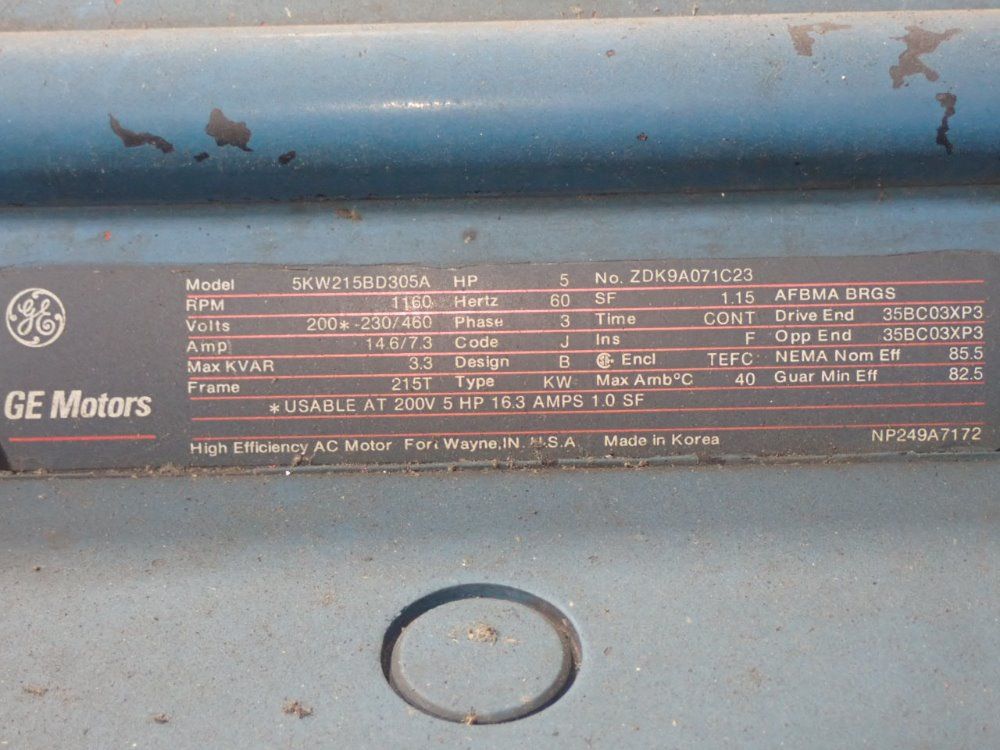 Model 5KW215BD305A HP 5 No. ZDK9A071C23
RPM 1160 Hertz 60 SF 1.15 AFBMA BRGS
Volts 200*-230/460 Phase 3 Time CONT Drive End 35BC03XP3
Amp 14.6/7.3 Code J Ins F Opp End 35BC03XP3
Max KVAR 3.3 Design B Encl TEFC NEMA Nom Eff 85.5
Frame 215T Type KW Max Amb°C 40 Guar Min Eff 82.5
*USABLE AT 200V 5 HP 16.3 AMPS 1.0 SF
GE Motors
High Efficiency AC Motor Fort Wayne,IN. U.S.A Made in Korea NP249A7172